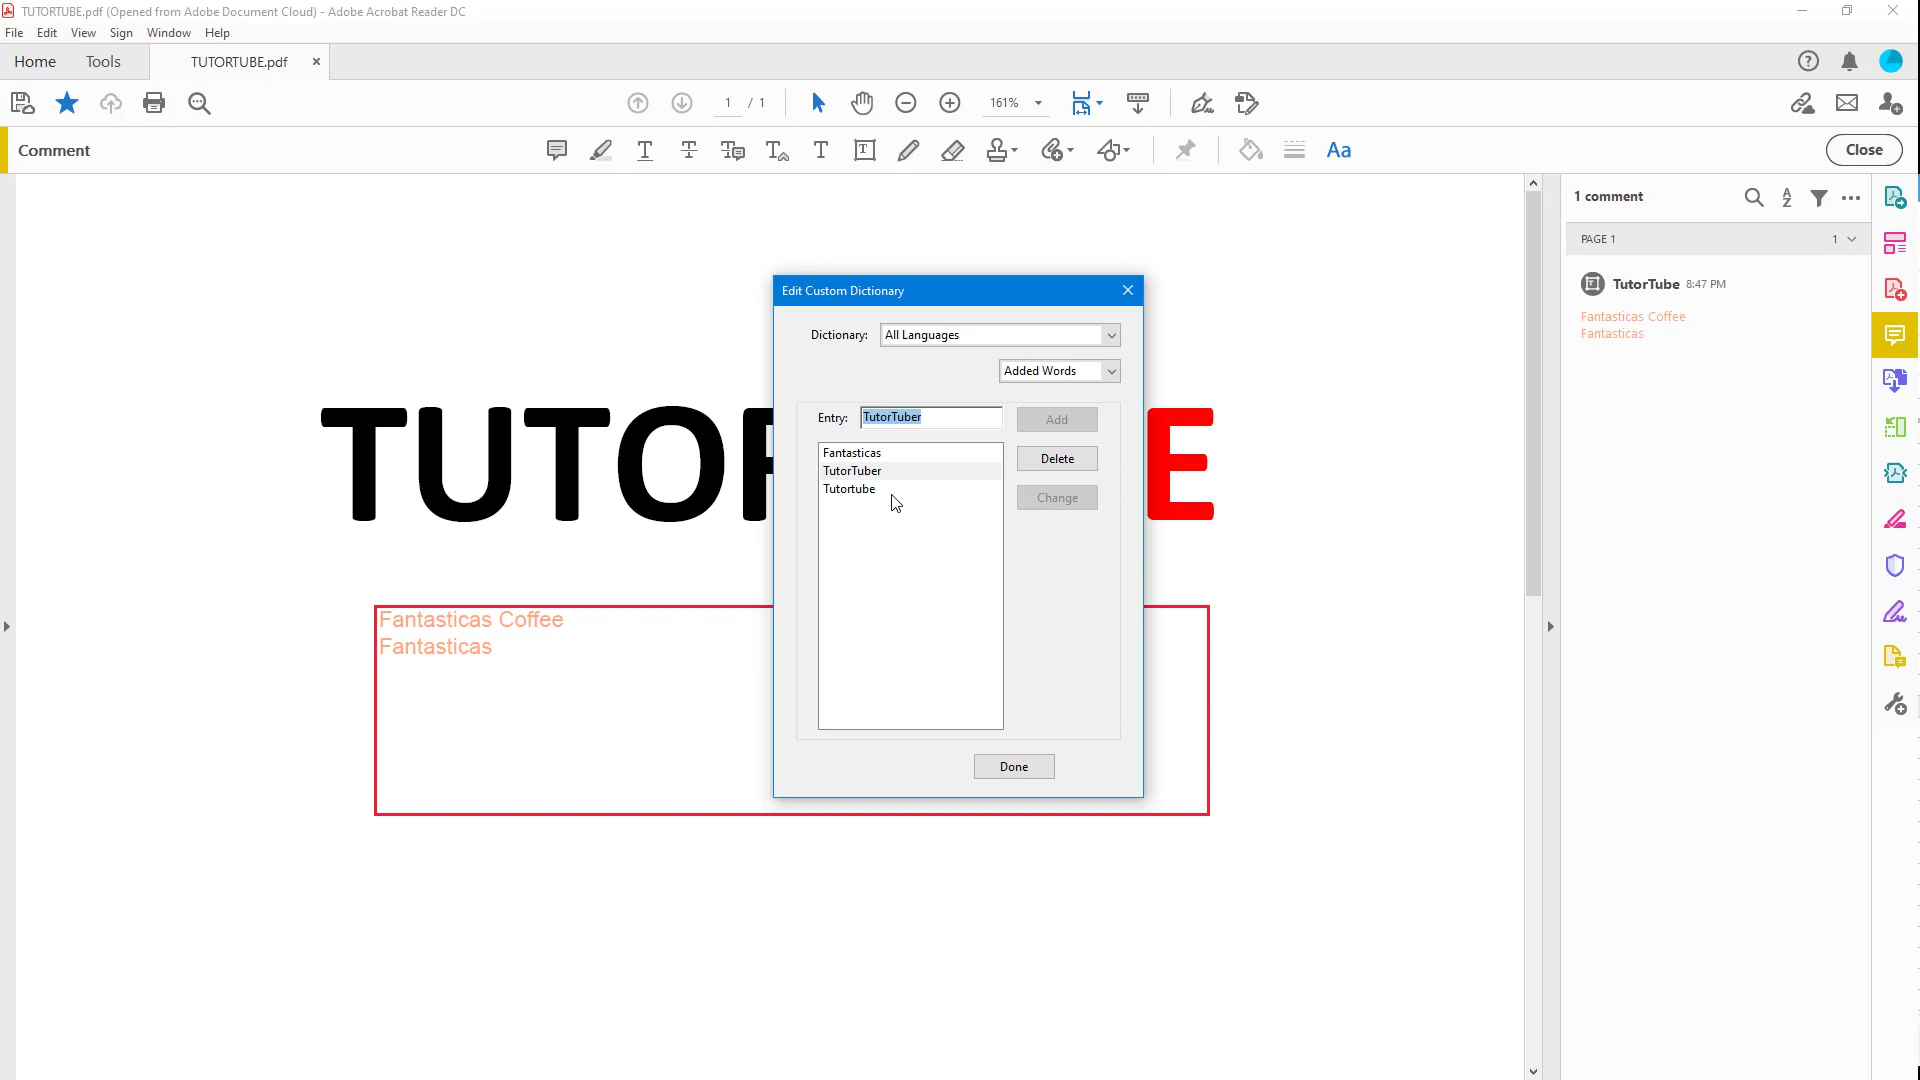 TUTORTUBE.pdf (Opened from Adobe Document Cloud) - Adobe Acrobat Reader DC
File Edit View Sign Window Help
Home Tools TUTORTUBE.pdf
1 / 1 161%
Comment Close
1 comment
PAGE 1 1
TutorTube 8:47 PM
Fantasticas Coffee
Fantasticas
Edit Custom Dictionary
Dictionary: All Languages
Added Words
Entry: TutorTuber Add
Fantasticas
TutorTuber
Tutortube
Delete
Change
Done
TUTOR E
Fantasticas Coffee
Fantasticas